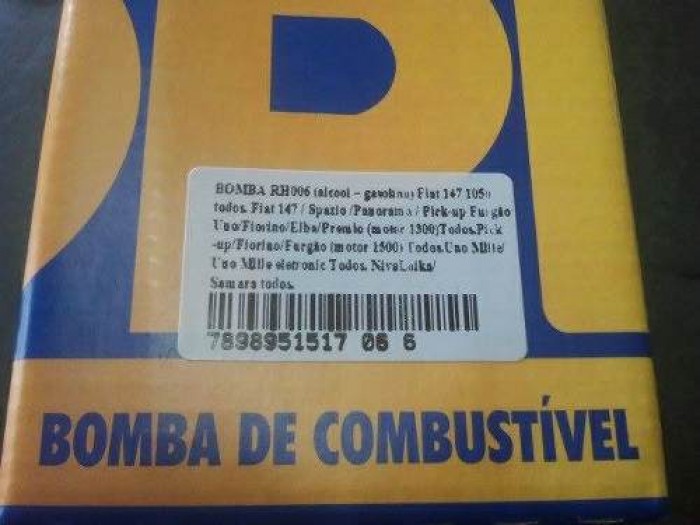 BOMBA RH006 (alcool - gasolina) Fiat 147 1050
todos. Fiat 147 / Spazio /Panorama / Pick-up Furgão
Uno/Fiorino/Elba/Premio (motor 1300)Todos.Pick
-up/Fiorino/Furgão (motor 1500) Todos.Uno Mille/
Uno Mille eletronic Todos. Niva Laika/
Samara todos.
7898951517 06 6
BOMBA DE COMBUSTÍVEL